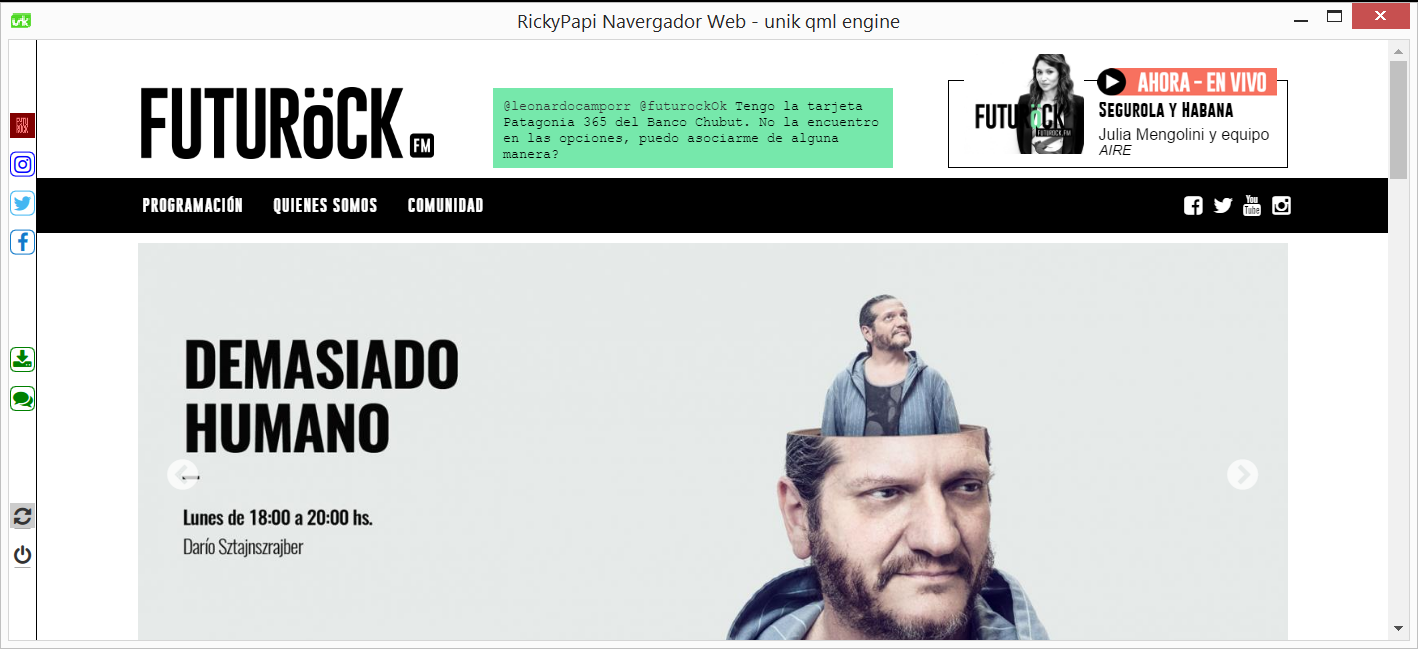 RickyPapi Navergador Web - unik qml engine
unik
FUTU
RöCK
FUTURöCK FM
@leonardocamporr @futurockOk Tengo la tarjeta
Patagonia 365 del Banco Chubut. No la encuentro
en las opciones, puedo asociarme de alguna
manera?
FUTURöCK
FUTUROCK.FM
AHORA - EN VIVO
SEGUROLA Y HABANA
Julia Mengolini y equipo
AIRE
PROGRAMACIÓN QUIENES SOMOS COMUNIDAD
You
Tube
DEMASIADO
HUMANO
Lunes de 18:00 a 20:00 hs.
Darío Sztajnszrajber